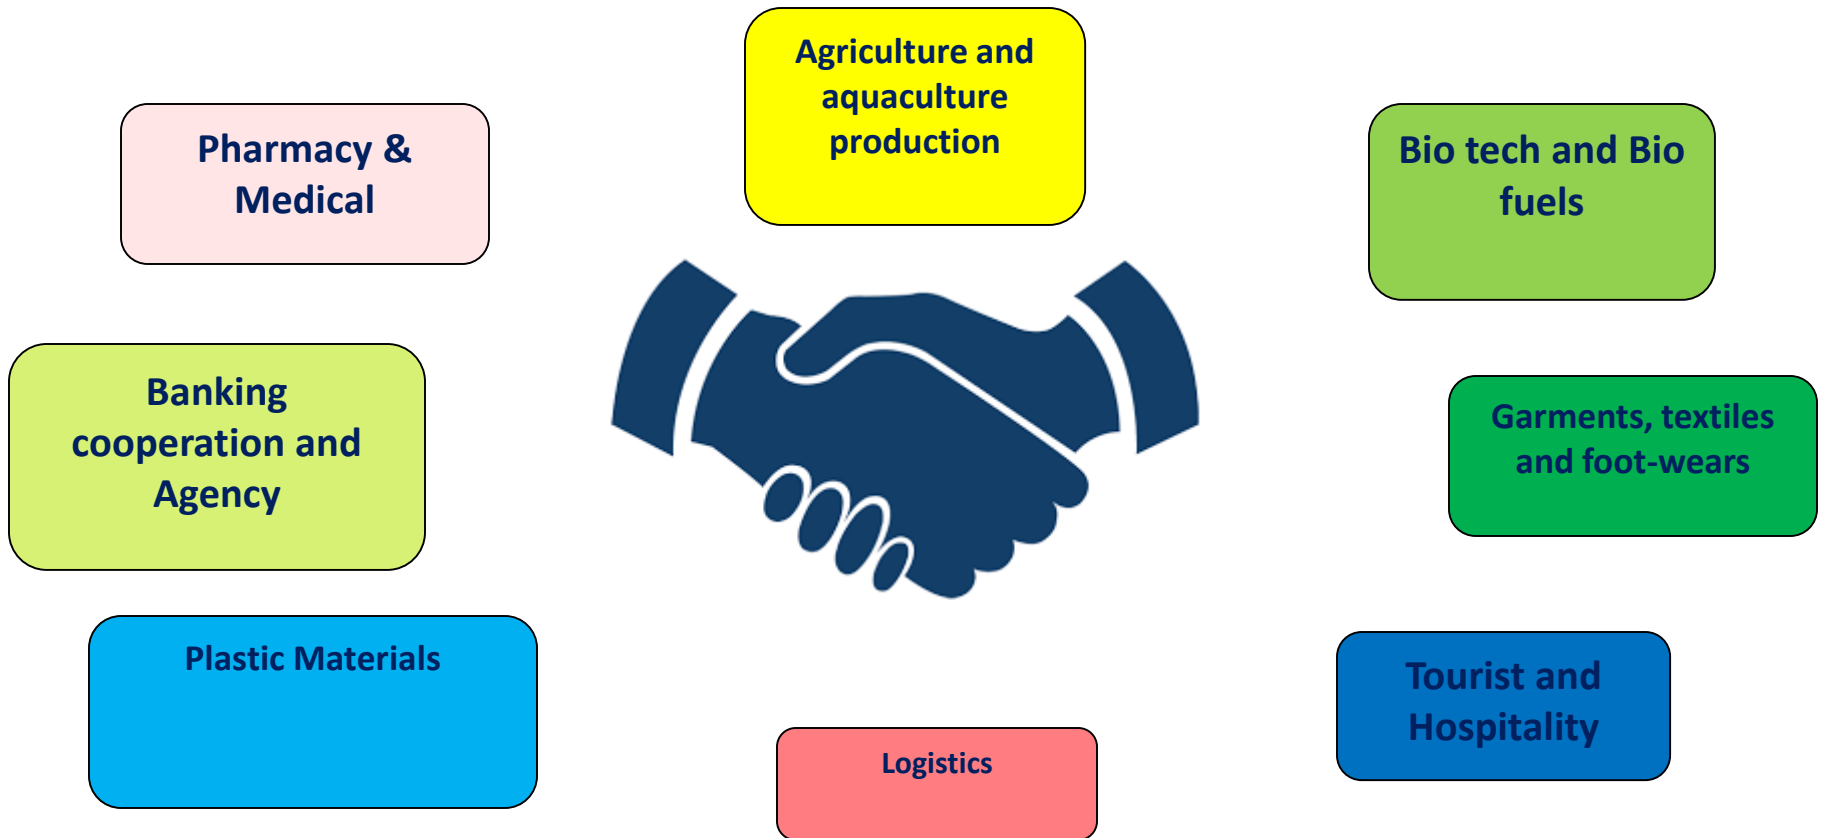 Agriculture and
aquaculture
production
Pharmacy &
Medical
Bio tech and Bio
fuels
Banking
cooperation and
Agency
Garments, textiles
and foot-wears
Plastic Materials
Tourist and
Hospitality
Logistics